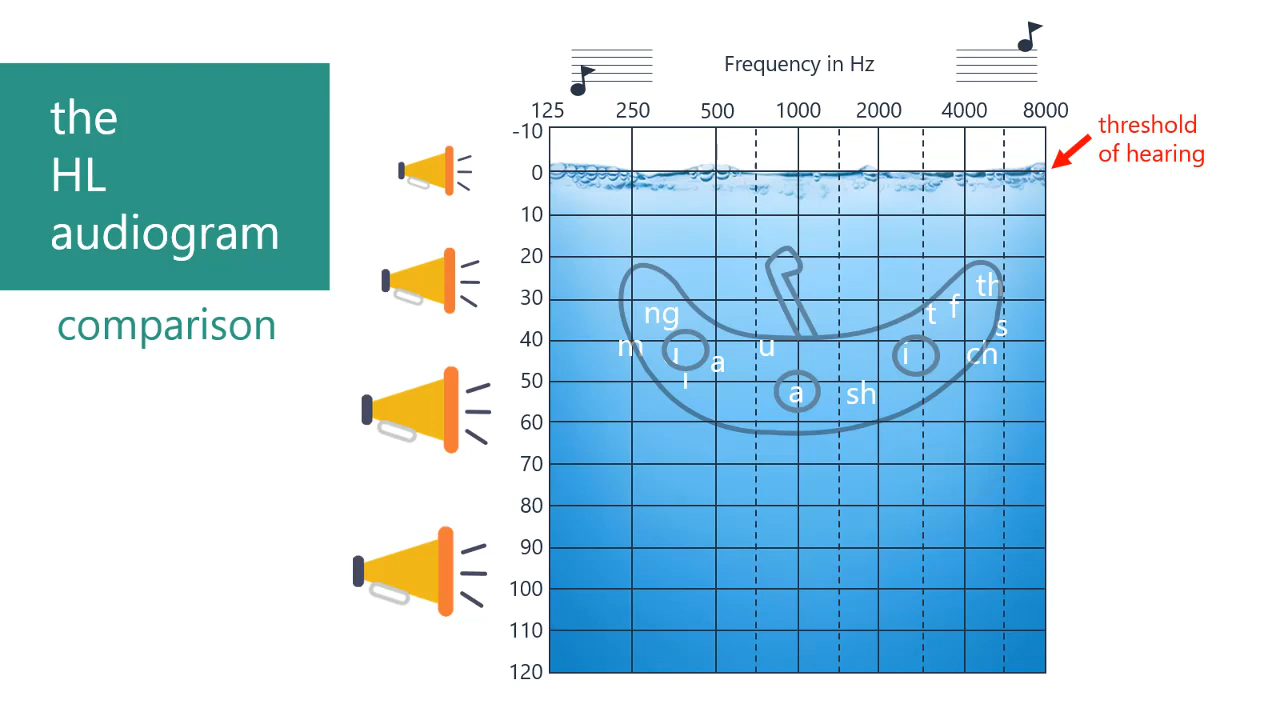 the
HL
audiogram
comparison
Frequency in Hz
125 250 500 1000 2000 4000 8000
threshold
of hearing
-10
0
10
20
30
40
50
60
70
80
90
100
110
120
th
f
ng
t
s
m
u
i
a
i
ch
a
sh